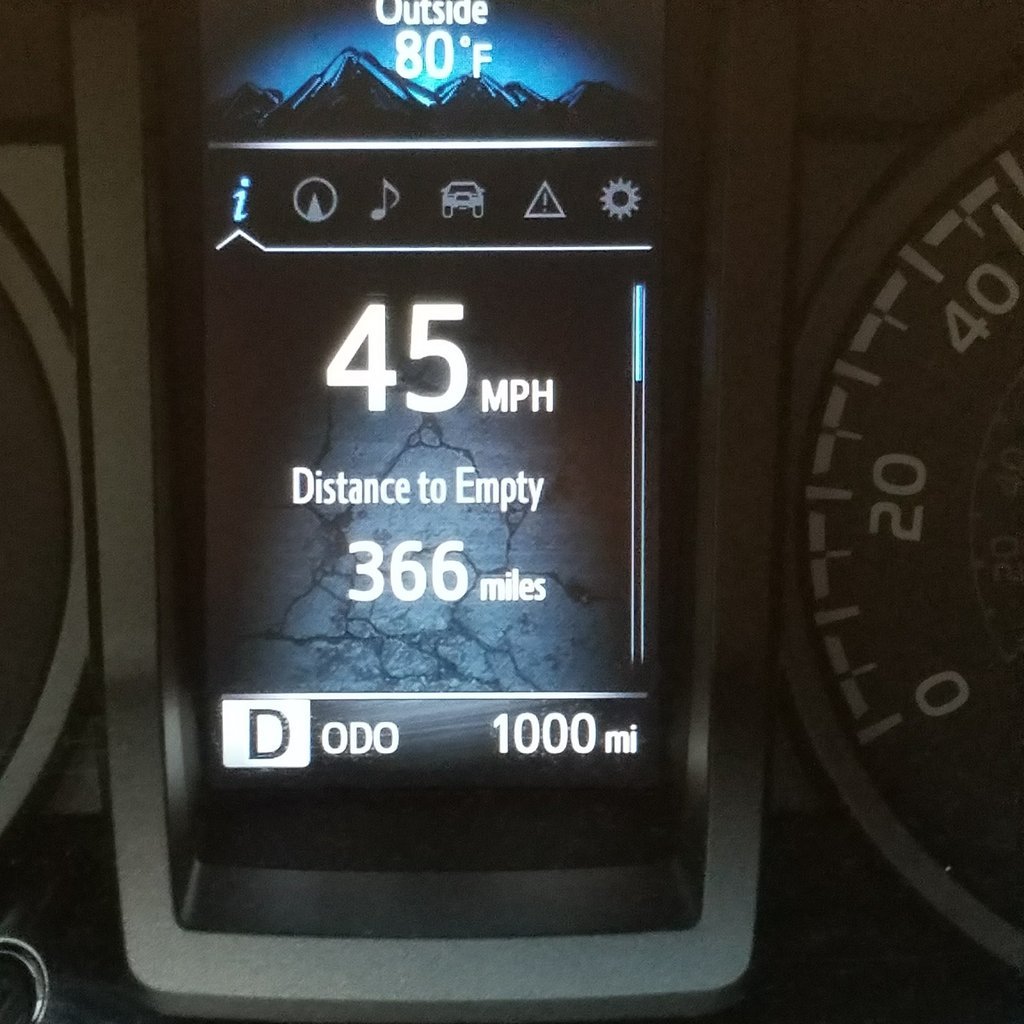 Outside
80°F
i
45 MPH
Distance to Empty
366 miles
D ODO 1000 mi
40
20
0